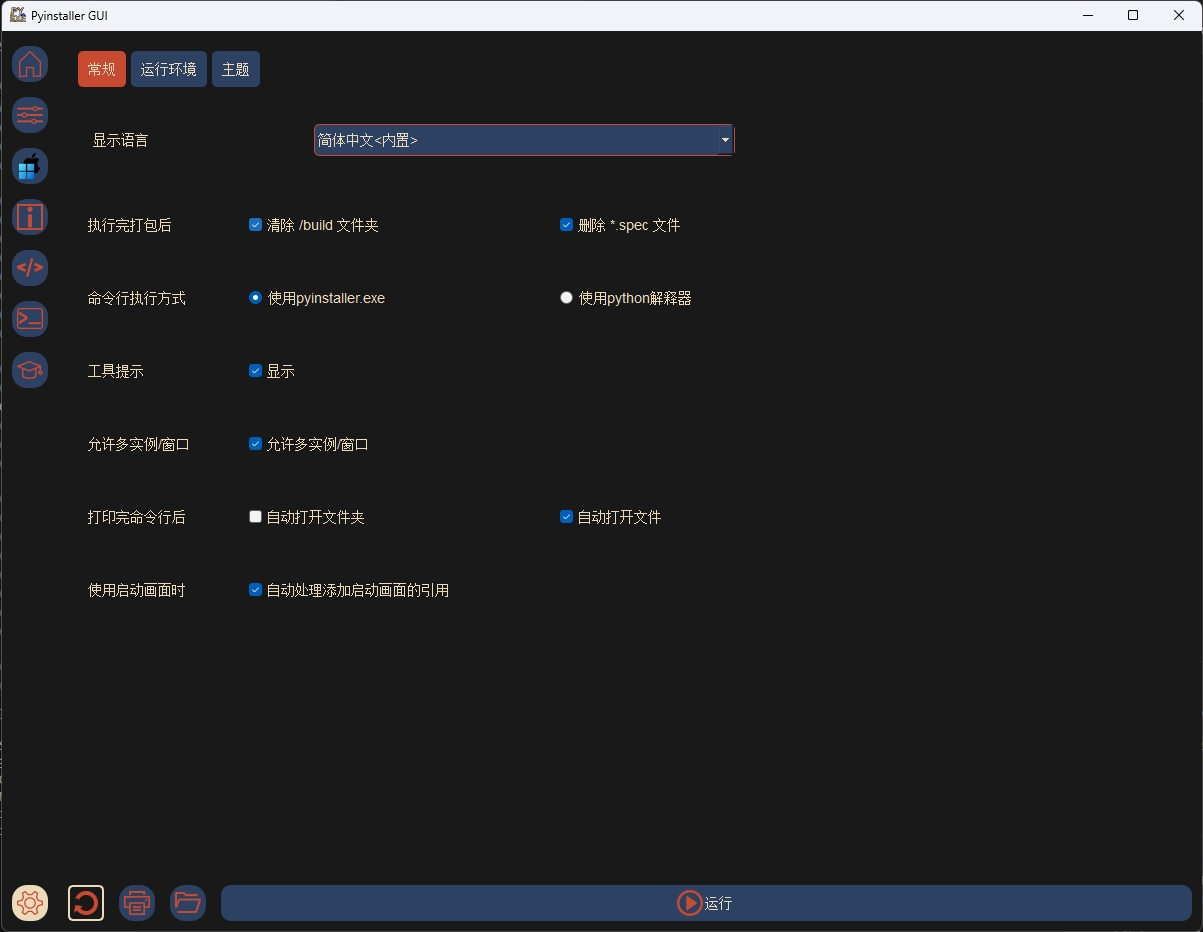 Pyinstaller GUI
常规 运行环境 主题
显示语言 简体中文<内置>
执行完打包后 清除 /build 文件夹 删除 *.spec 文件
命令行执行方式 使用pyinstaller.exe 使用python解释器
工具提示 显示
允许多实例/窗口 允许多实例/窗口
打印完命令行后 自动打开文件夹 自动打开文件
使用启动画面时 自动处理添加启动画面的引用
运行